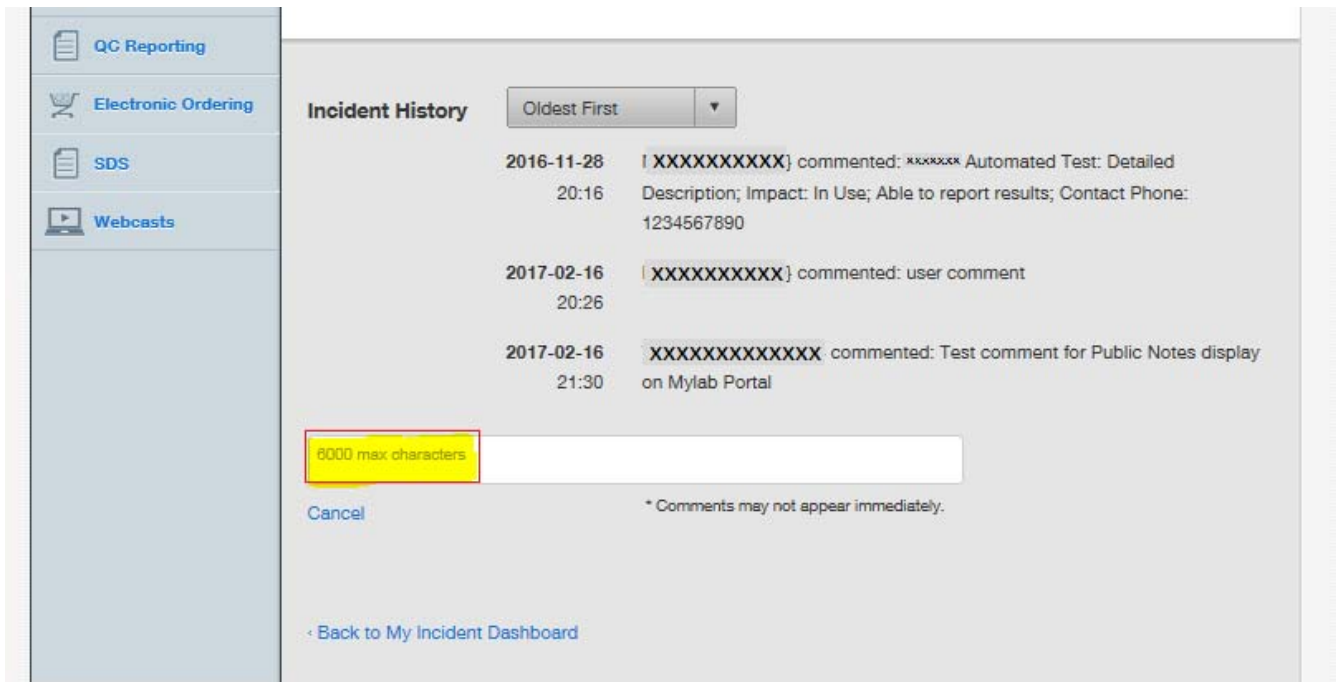 QC Reporting
Electronic Ordering
SDS
Webcasts
Incident History
Oldest First
2016-11-28
20:16
XXXXXXXXXX} commented: xxxxxxx Automated Test: Detailed
Description; Impact: In Use; Able to report results; Contact Phone:
1234567890
2017-02-16
20:26
XXXXXXXXXX} commented: user comment
2017-02-16
21:30
XXXXXXXXXXXXX commented: Test comment for Public Notes display
on Mylab Portal
6000 max characters
Cancel
* Comments may not appear immediately.
‹ Back to My Incident Dashboard